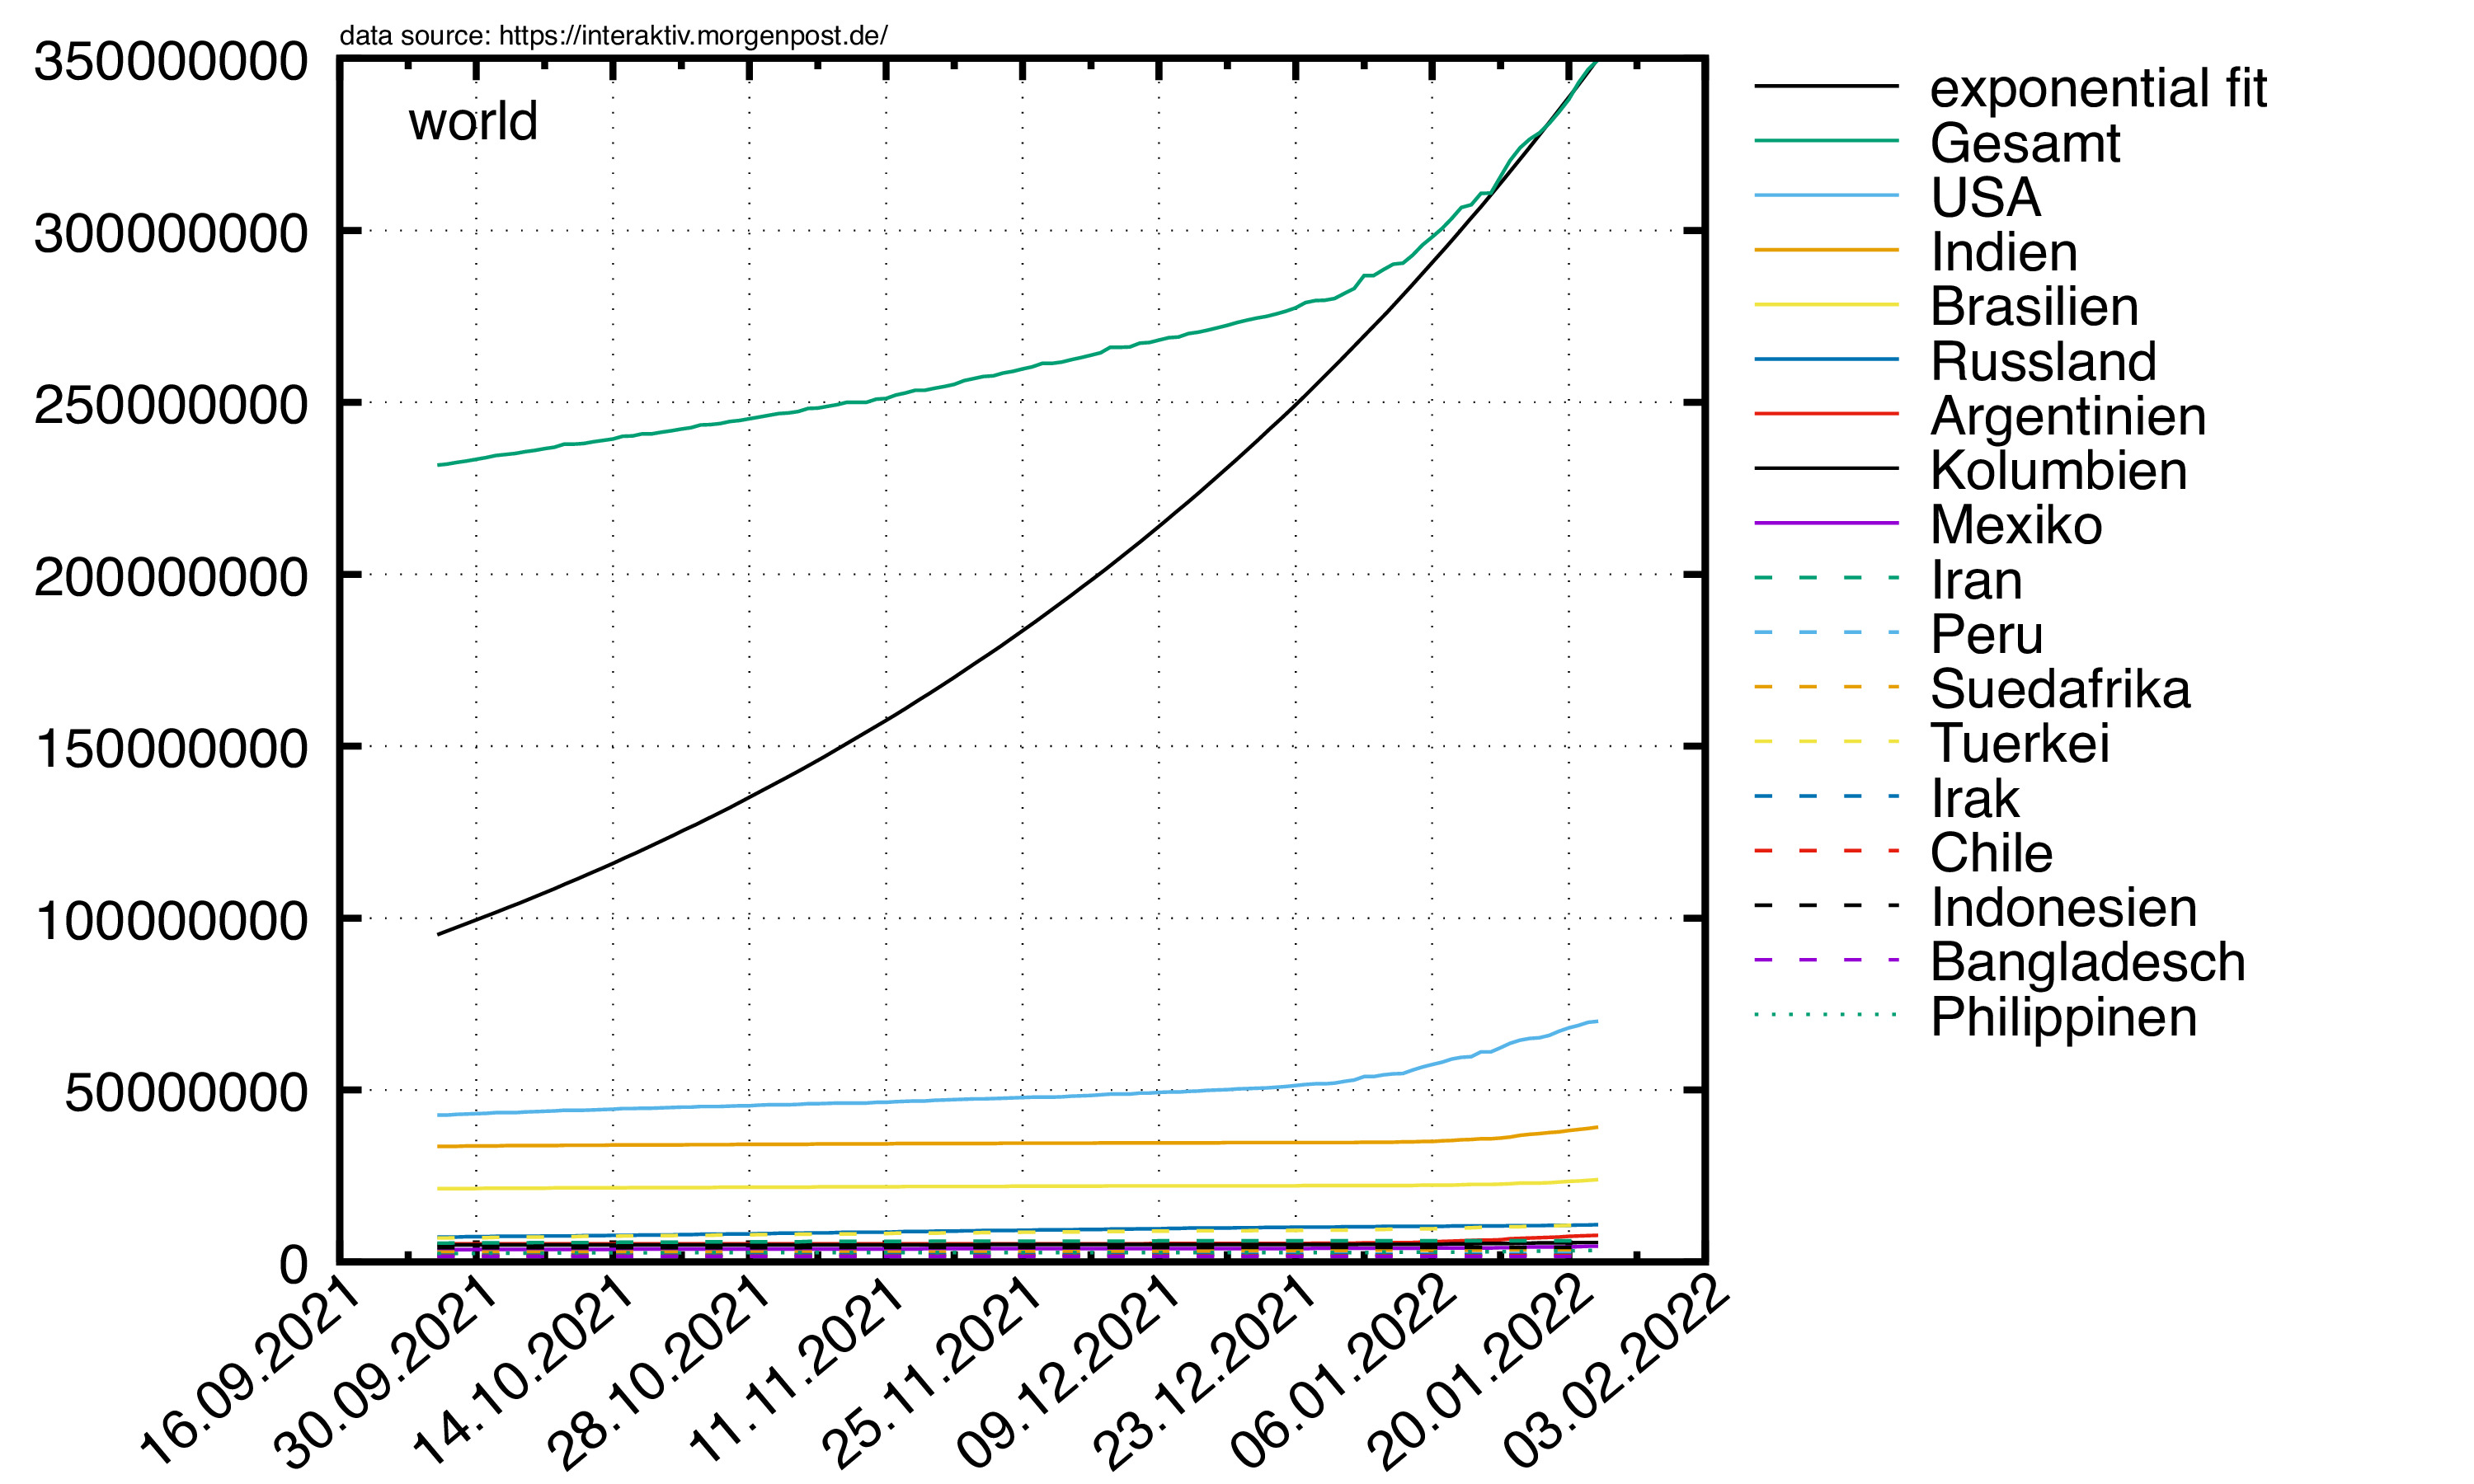 data source: https://interaktiv.morgenpost.de/
world
350000000
300000000
250000000
200000000
150000000
100000000
50000000
0
16.09.2021
30.09.2021
14.10.2021
28.10.2021
11.11.2021
25.11.2021
09.12.2021
23.12.2021
06.01.2022
20.01.2022
03.02.2022
exponential fit
Gesamt
USA
Indien
Brasilien
Russland
Argentinien
Kolumbien
Mexiko
Iran
Peru
Suedafrika
Tuerkei
Irak
Chile
Indonesien
Bangladesch
Philippinen